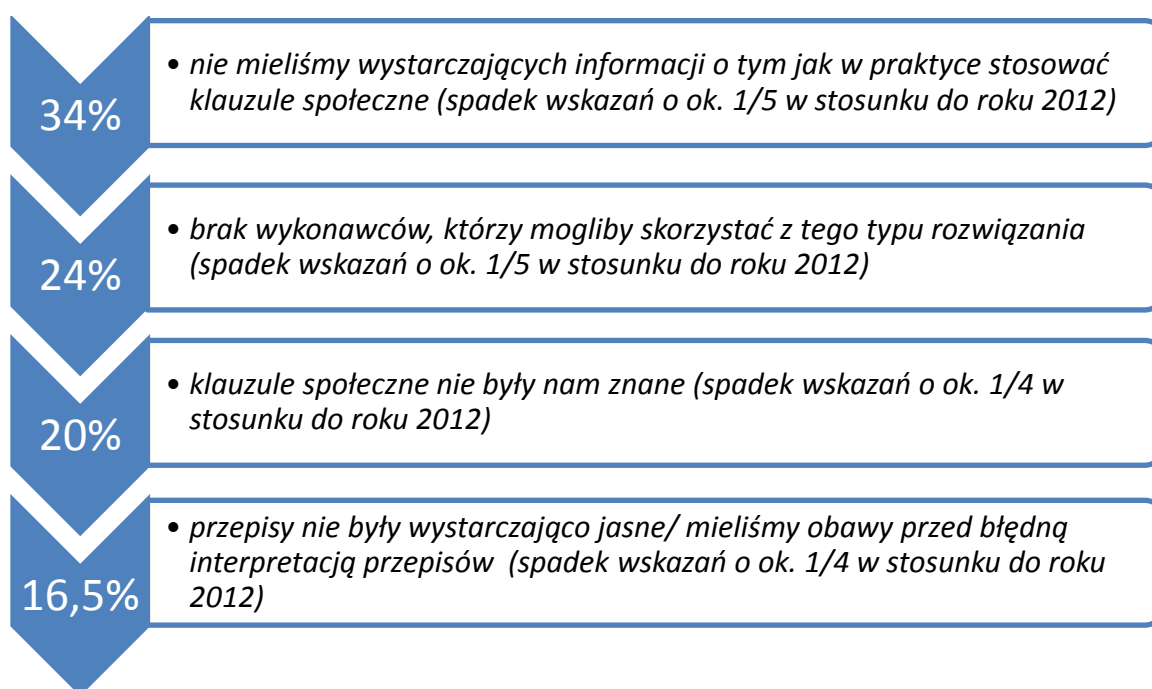 34%
• nie mieliśmy wystarczających informacji o tym jak w praktyce stosować
klauzule społeczne (spadek wskazań o ok. 1/5 w stosunku do roku 2012)
24%
• brak wykonawców, którzy mogliby skorzystać z tego typu rozwiązania
(spadek wskazań o ok. 1/5 w stosunku do roku 2012)
20%
• klauzule społeczne nie były nam znane (spadek wskazań o ok. 1/4 w
stosunku do roku 2012)
16,5%
• przepisy nie były wystarczająco jasne/ mieliśmy obawy przed błędną
interpretacją przepisów (spadek wskazań o ok. 1/4 w stosunku do roku
2012)